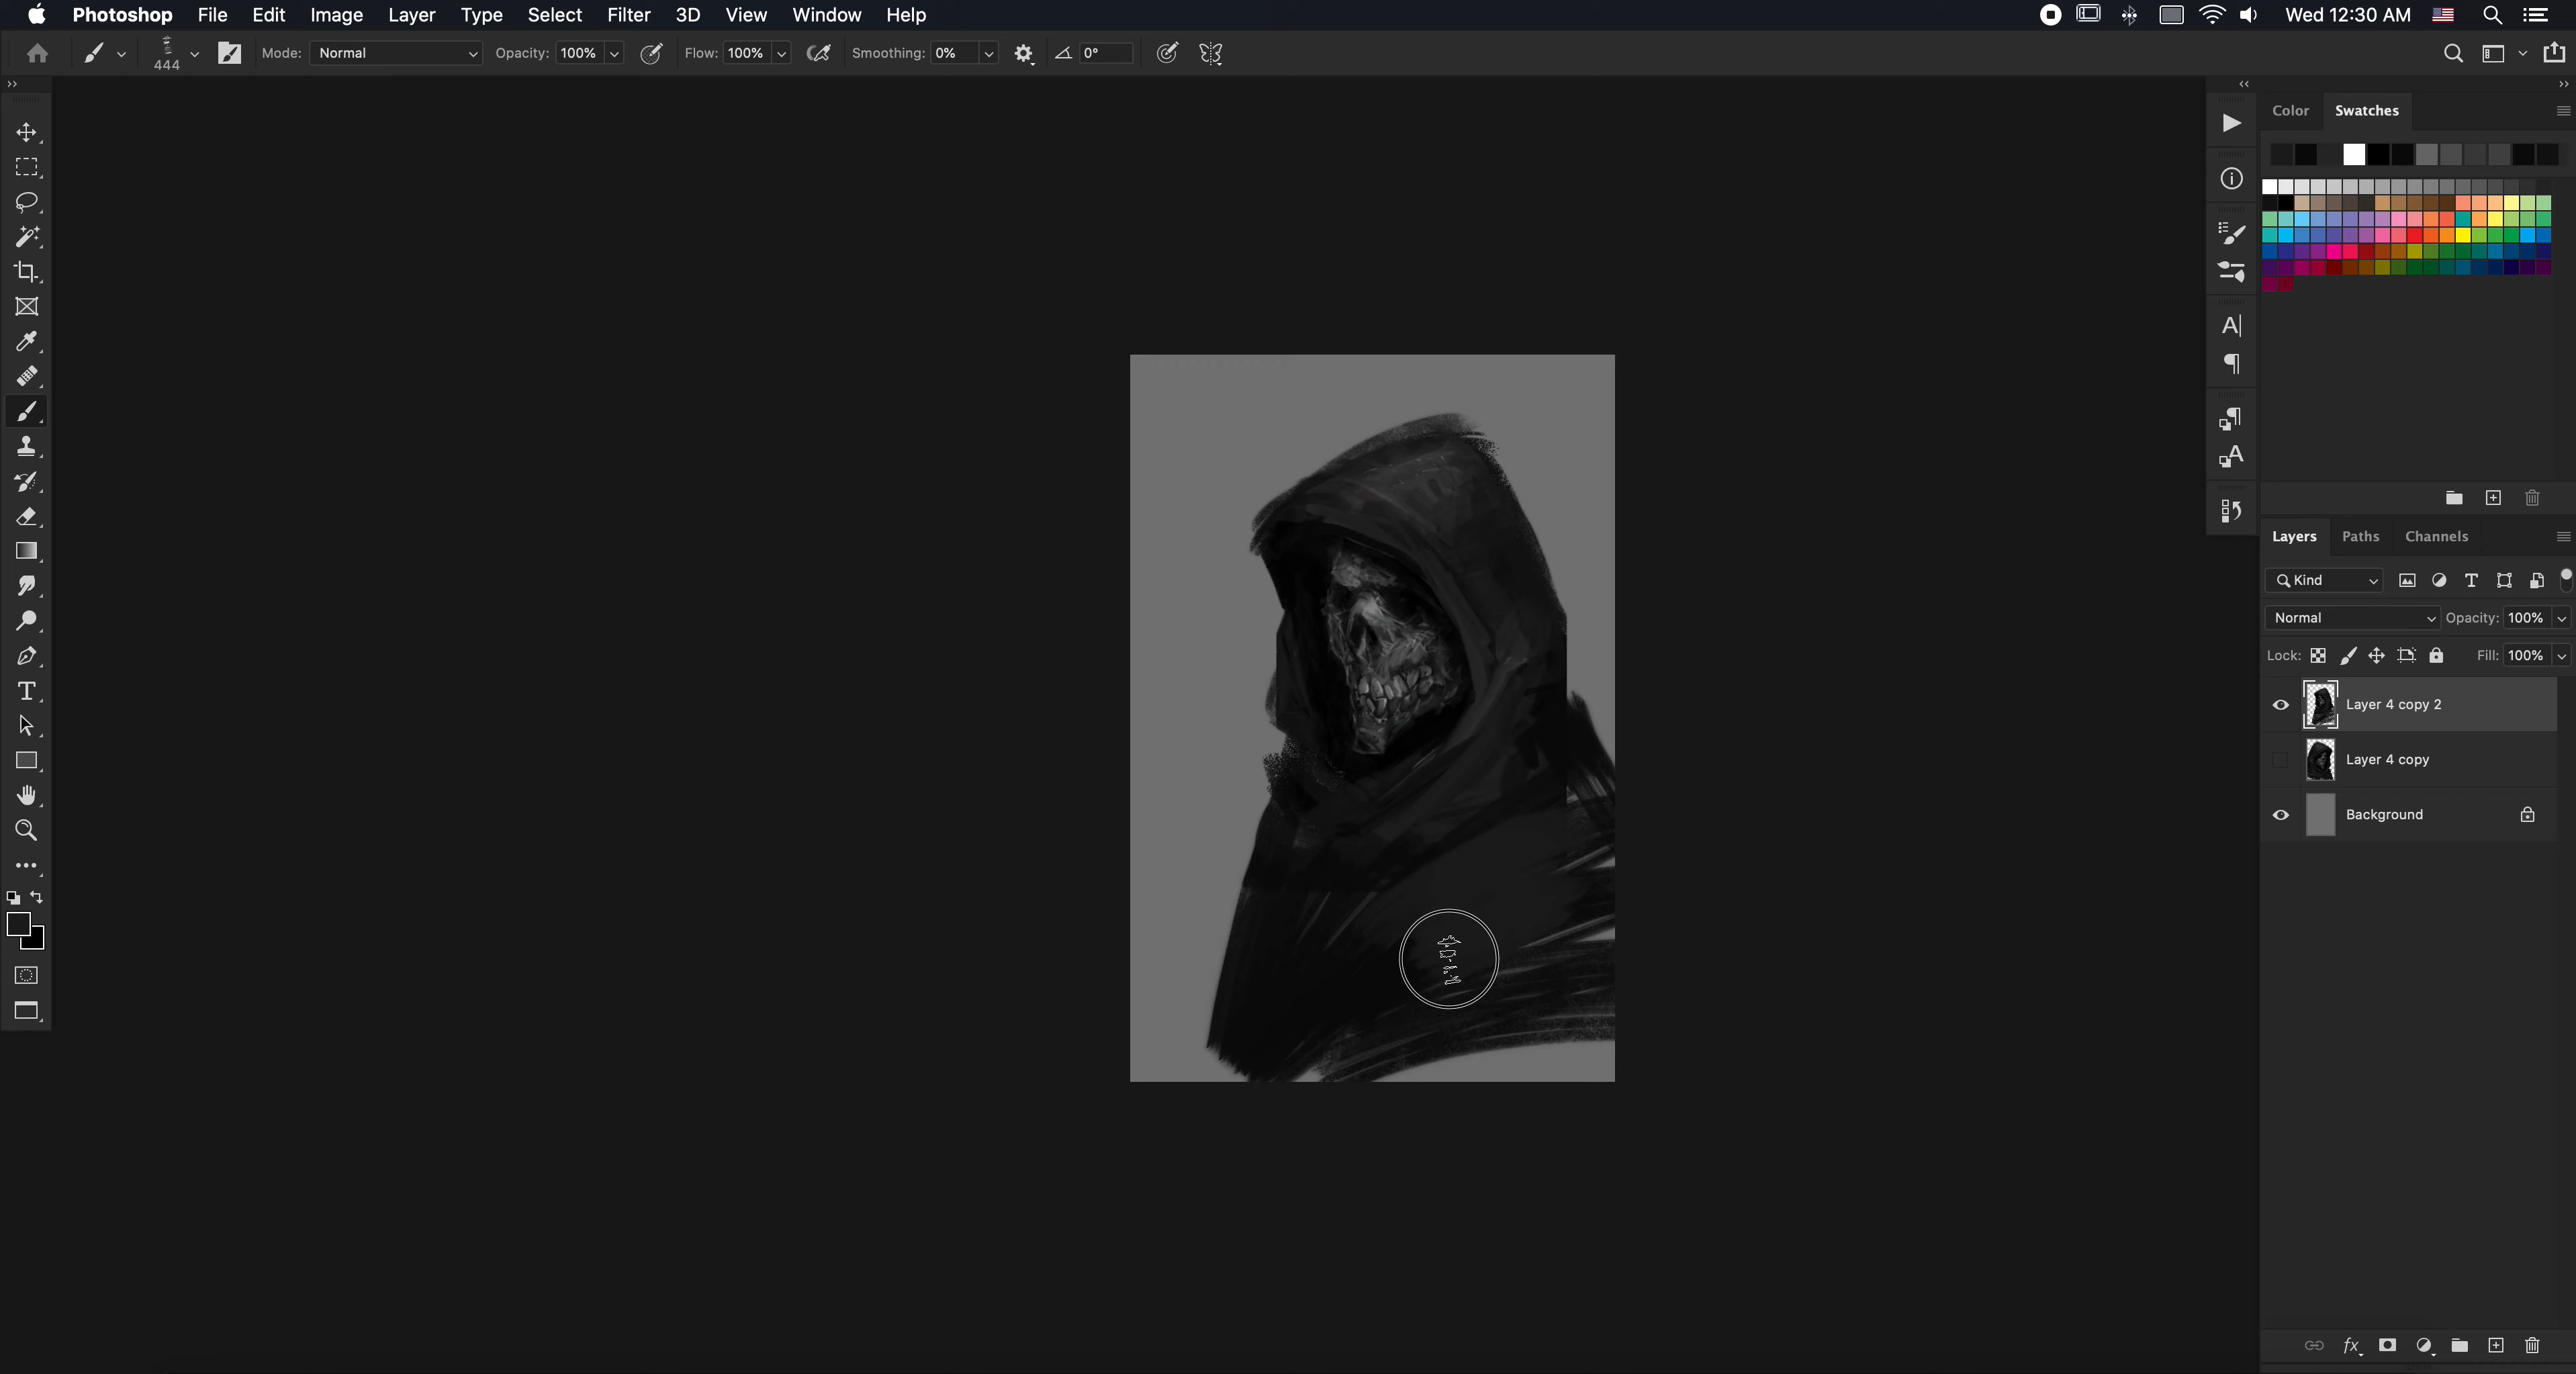 Photoshop File Edit Image Layer Type Select Filter 3D View Window Help Wed 12:30 AM
444 Mode: Normal Opacity: 100% Flow: 100% Smoothing: 0% 0°
Color Swatches
Layers Paths Channels
Kind
Normal Opacity: 100%
Lock: Fill: 100%
Layer 4 copy 2
Layer 4 copy
Background